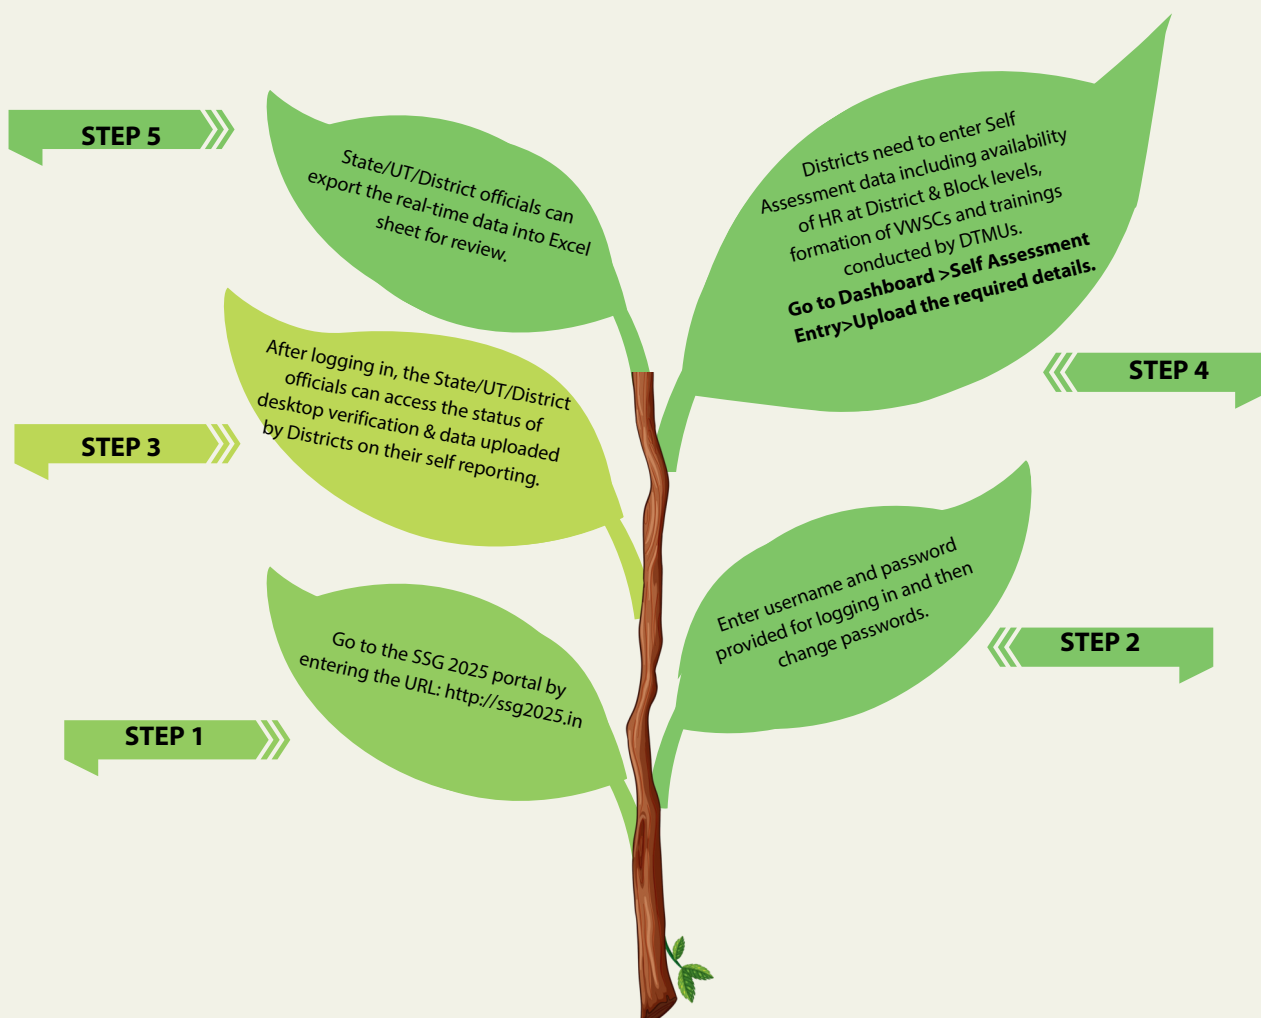 STEP 5
State/UT/District officials can
export the real-time data into Excel
sheet for review.
Districts need to enter Self
Assessment data including availability
of HR at District & Block levels,
formation of VWSCs and trainings
conducted by DTMUs.
Go to Dashboard >Self Assessment
Entry>Upload the required details.
STEP 4
After logging in, the State/UT/District
officials can access the status of
desktop verification & data uploaded
by Districts on their self reporting.
STEP 3
Enter username and password
provided for logging in and then
change passwords.
STEP 2
Go to the SSG 2025 portal by
entering the URL: http://ssg2025.in
STEP 1